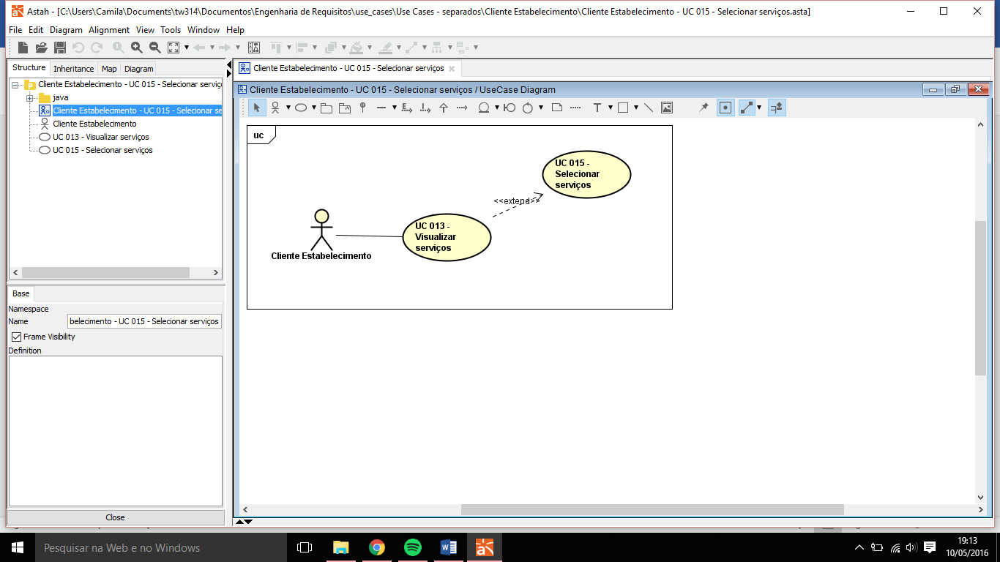 Astah - [C:\Users\Camila\Documents\tw314\Documentos\Engenharia de Requisitos\use_cases\Use Cases - separados\Cliente Estabelecimento\Cliente Estabelecimento - UC 015 - Selecionar serviços.asta]
File Edit Diagram Alignment View Tools Window Help
Structure Inheritance Map Diagram
Cliente Estabelecimento - UC 015 - Selecionar serviç
java
Cliente Estabelecimento - UC 015 - Selecionar se
Cliente Estabelecimento
UC 013 - Visualizar serviços
UC 015 - Selecionar serviços
Base
Namespace
Name belecimento - UC 015 - Selecionar serviços
Frame Visibility
Definition
Close
Cliente Estabelecimento - UC 015 - Selecionar serviços
Cliente Estabelecimento - UC 015 - Selecionar serviços / UseCase Diagram
uc
UC 015 -
Selecionar
serviços
<<extend>>
UC 013 -
Visualizar
serviços
Cliente Estabelecimento
Pesquisar na Web e no Windows
19:13
10/05/2016